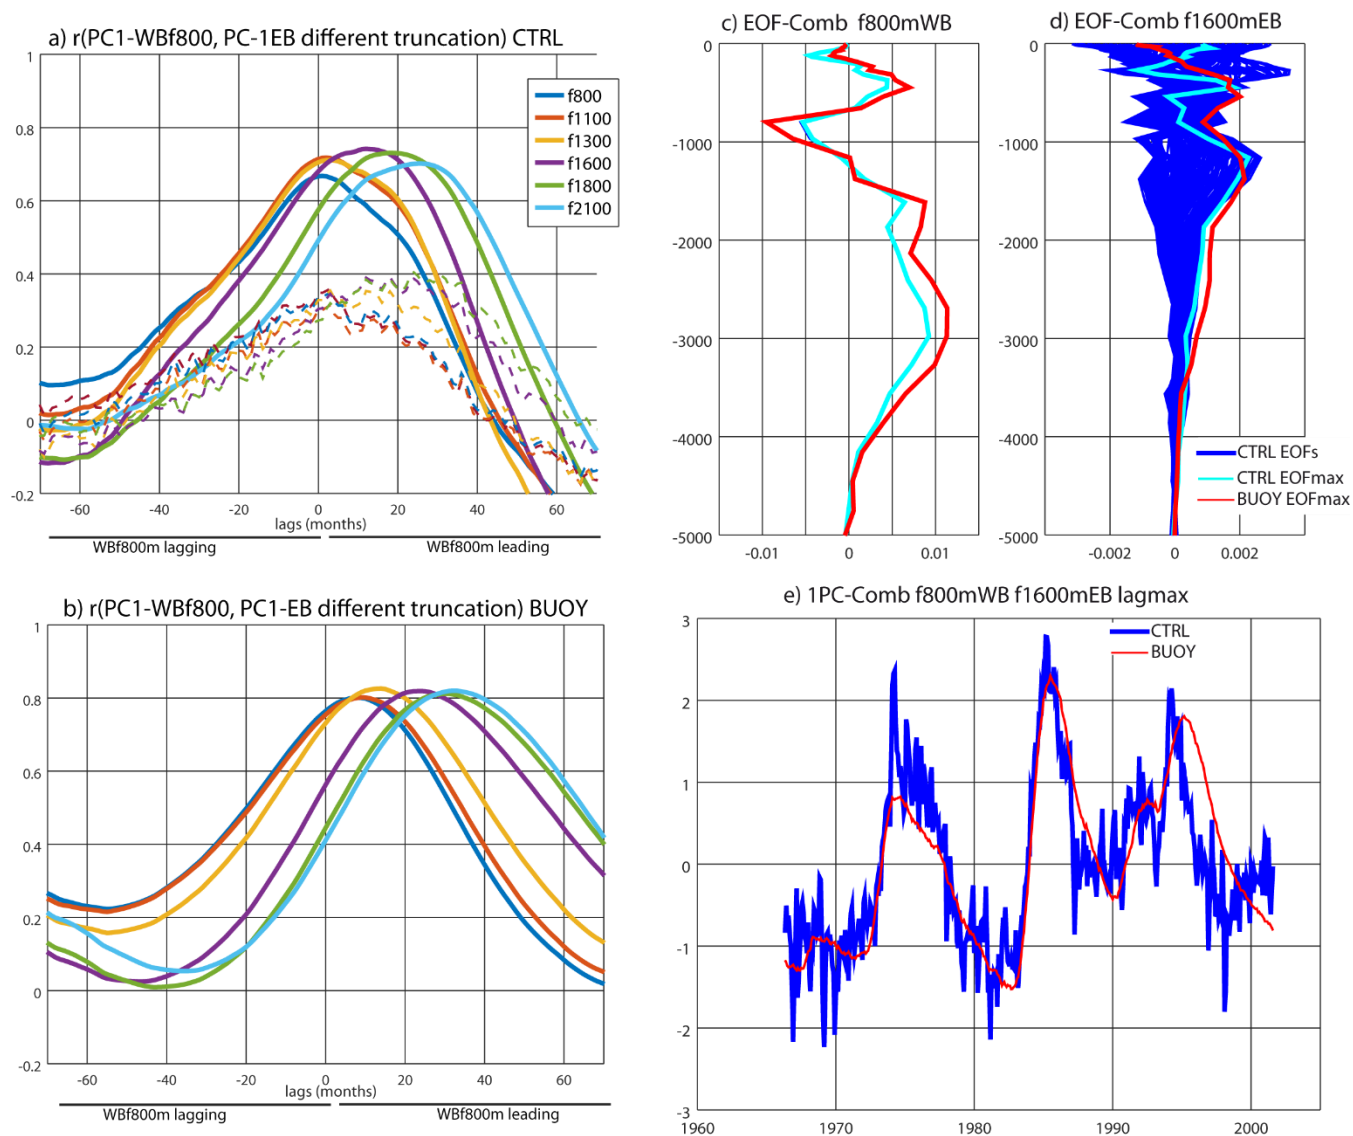 a) r(PC1-WBf800, PC-1EB different truncation) CTRL
1
0.8
0.6
0.4
0.2
0
-0.2
f800
f1100
f1300
f1600
f1800
f2100
-60 -40 -20 0 20 40 60
lags (months)
WBf800m lagging WBf800m leading
b) r(PC1-WBf800, PC1-EB different truncation) BUOY
1
0.8
0.6
0.4
0.2
0
-0.2
-60 -40 -20 0 20 40 60
lags (months)
WBf800m lagging WBf800m leading
c) EOF-Comb f800mWB
0
-1000
-2000
-3000
-4000
-5000
-0.01 0 0.01
d) EOF-Comb f1600mEB
0
-1000
-2000
-3000
-4000
-5000
CTRL EOFs
CTRL EOFmax
BUOY EOFmax
-0.002 0 0.002
e) 1PC-Comb f800mWB f1600mEB lagmax
3
2
1
0
-1
-2
-3
CTRL
BUOY
1960 1970 1980 1990 2000